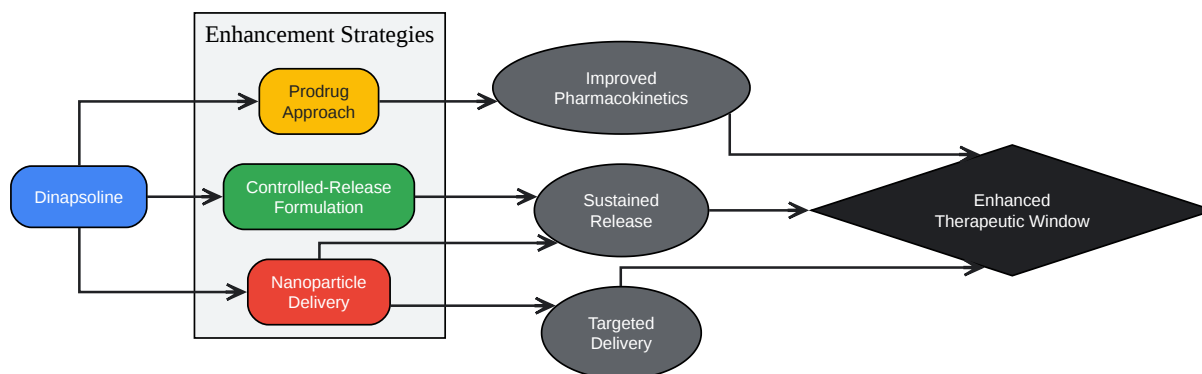 Enhancement Strategies
Prodrug
Approach
Improved
Pharmacokinetics
Dinapsoline
Controlled-Release
Formulation
Sustained
Release
Enhanced
Therapeutic Window
Nanoparticle
Delivery
Targeted
Delivery